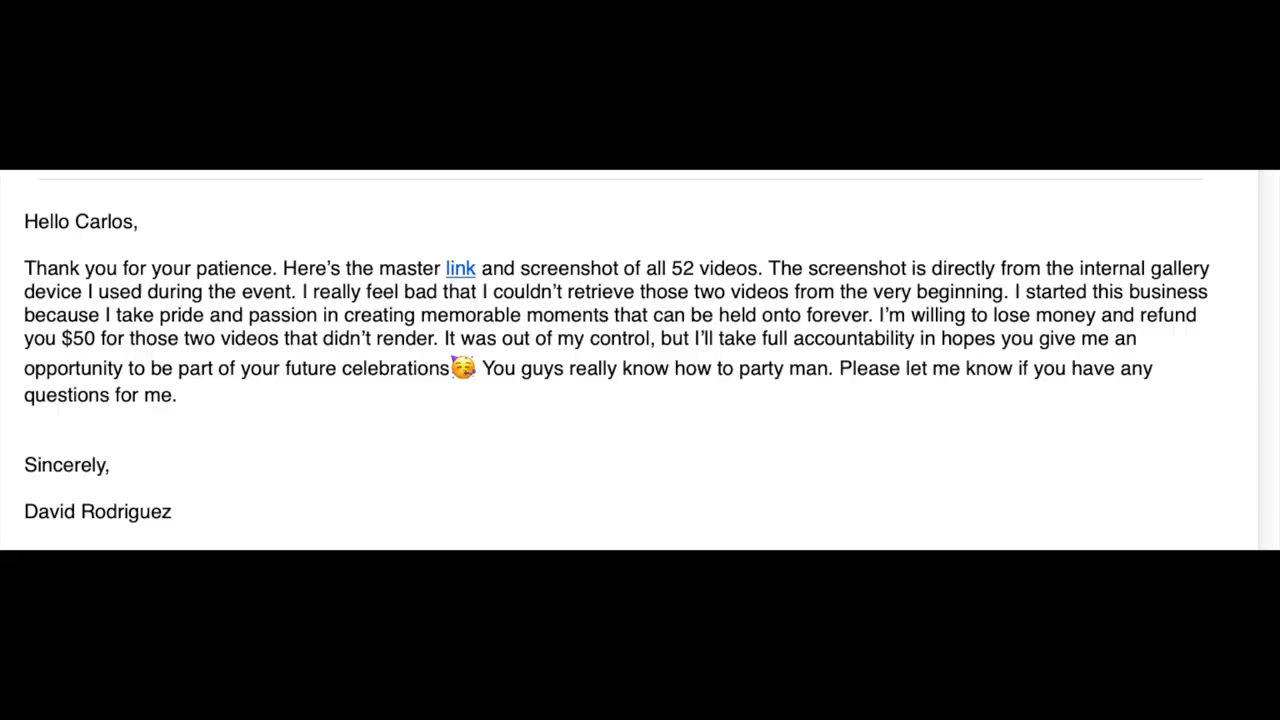 Hello Carlos,
Thank you for your patience. Here’s the master link and screenshot of all 52 videos. The screenshot is directly from the internal gallery
device I used during the event. I really feel bad that I couldn’t retrieve those two videos from the very beginning. I started this business
because I take pride and passion in creating memorable moments that can be held onto forever. I’m willing to lose money and refund
you $50 for those two videos that didn’t render. It was out of my control, but I’ll take full accountability in hopes you give me an
opportunity to be part of your future celebrations🥳 You guys really know how to party man. Please let me know if you have any
questions for me.
Sincerely,
David Rodriguez